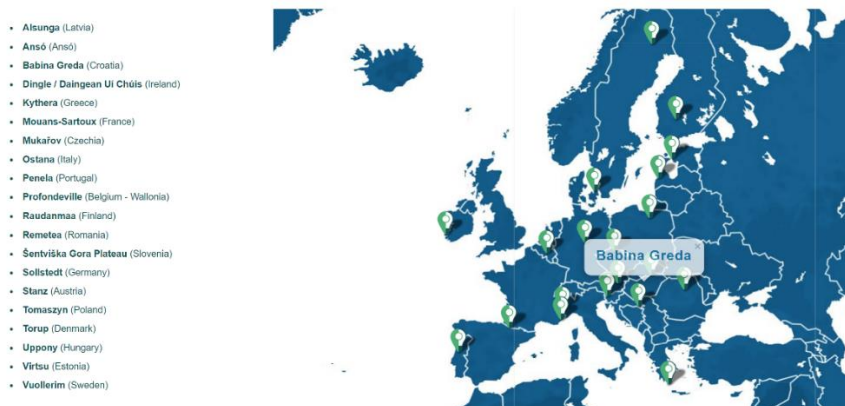 Alsunga (Latvia)
Ansó (Ansó)
Babina Greda (Croatia)
Dingle / Daingean Uí Chúis (Ireland)
Kythera (Greece)
Mouans-Sartoux (France)
Mukařov (Czechia)
Ostana (Italy)
Penela (Portugal)
Profondeville (Belgium - Wallonia)
Raudanmaa (Finland)
Remetea (Romania)
Šentviška Gora Plateau (Slovenia)
Sollstedt (Germany)
Stanz (Austria)
Tomaszyn (Poland)
Torup (Denmark)
Uppony (Hungary)
Virtsu (Estonia)
Vuollerim (Sweden)
Babina Greda